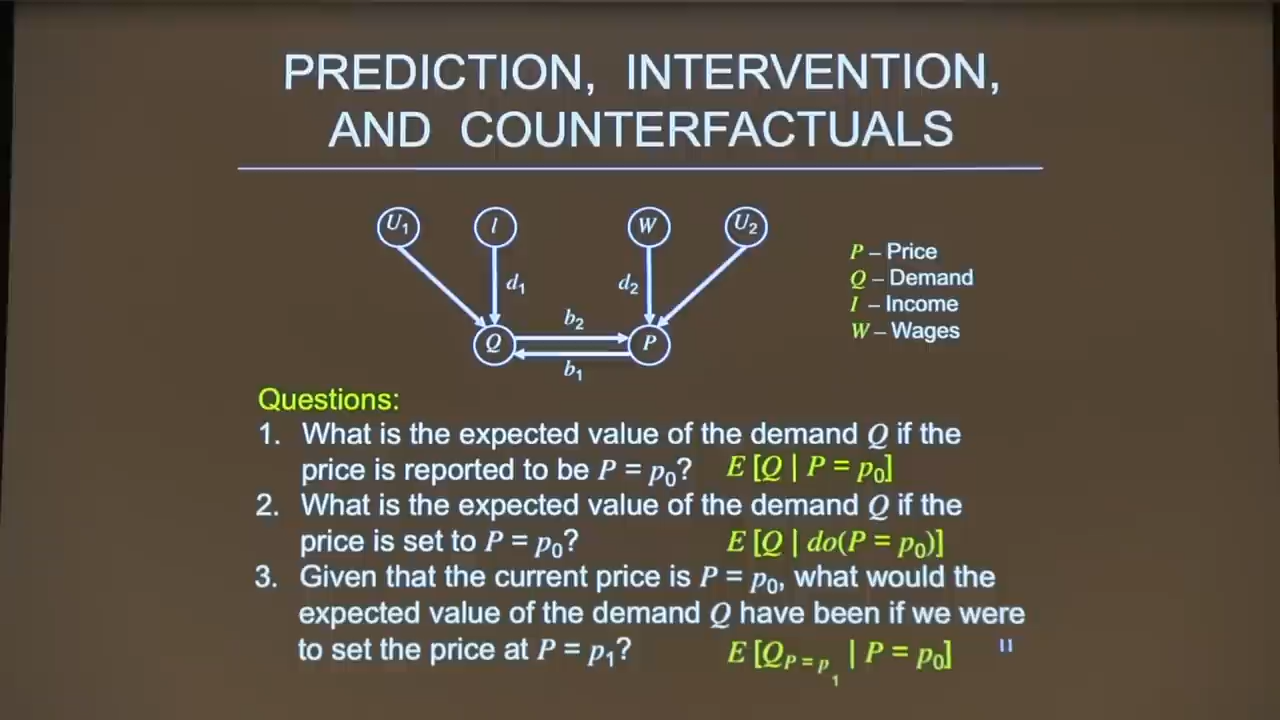 PREDICTION, INTERVENTION,
AND COUNTERFACTUALS
U₁ I W U₂
d₁ d₂
b₂
Q P
b₁
P – Price
Q – Demand
I – Income
W – Wages
Questions:
1. What is the expected value of the demand Q if the
price is reported to be P = p₀? E [Q | P = p₀]
2. What is the expected value of the demand Q if the
price is set to P = p₀? E [Q | do(P = p₀)]
3. Given that the current price is P = p₀, what would the
expected value of the demand Q have been if we were
to set the price at P = p₁? E [Q_P = p₁ | P = p₀]
11